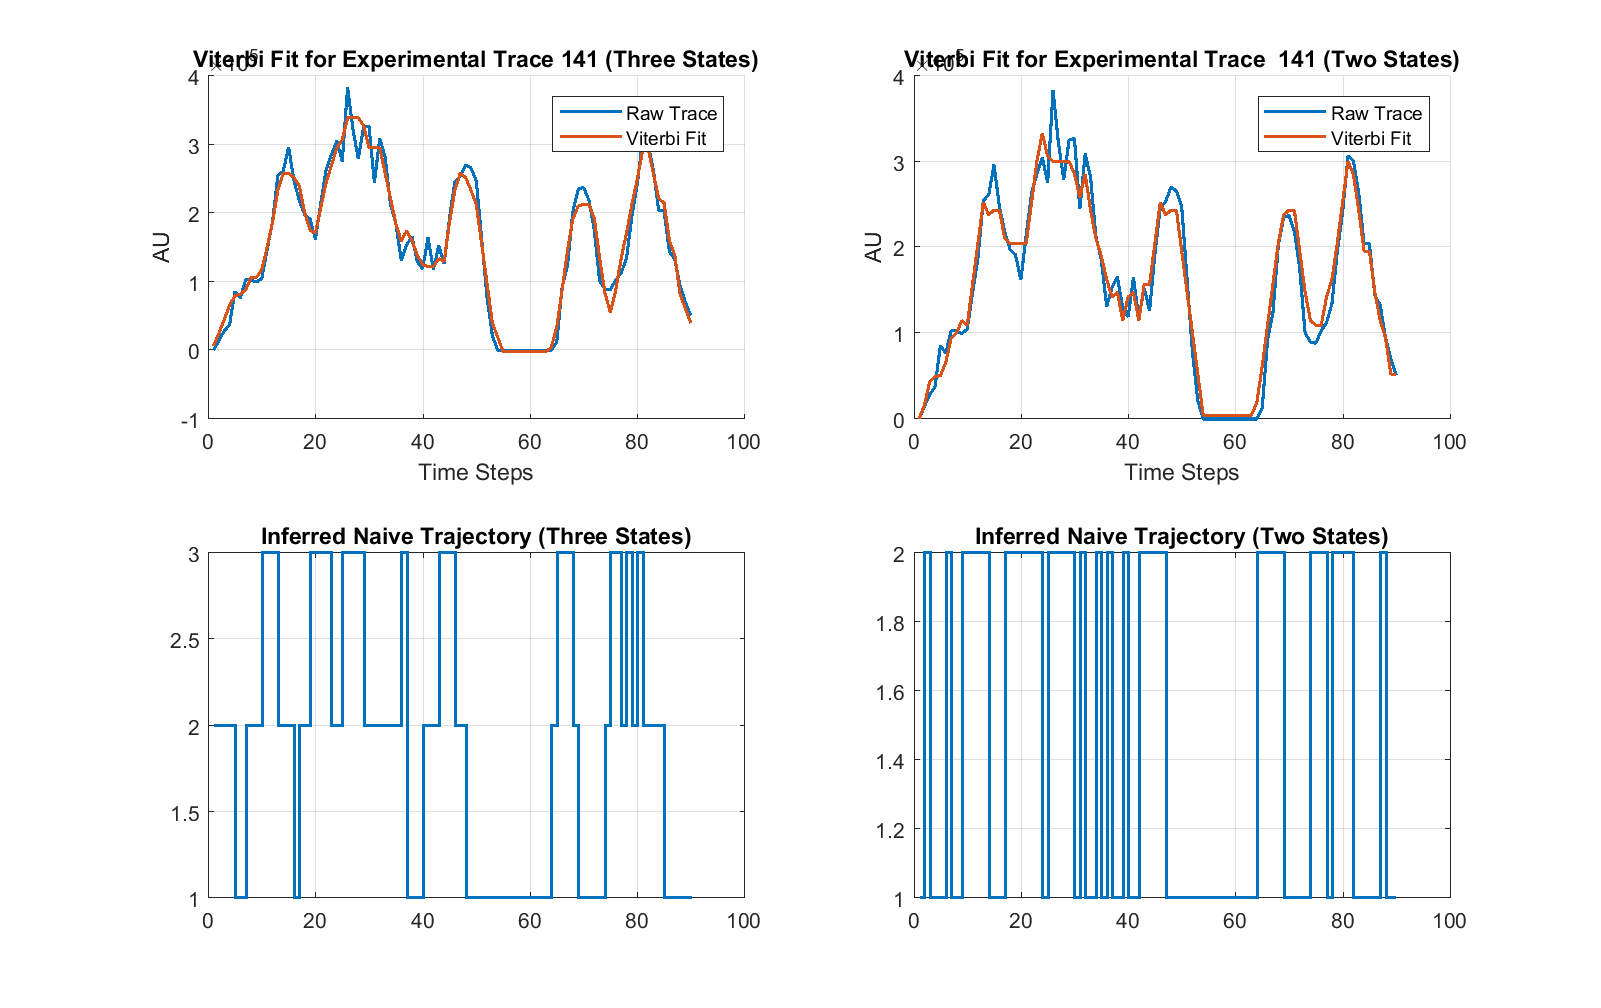 Viterbi Fit for Experimental Trace 141 (Three States)
×10^5
4
3
2
1
0
-1
AU
Raw Trace
Viterbi Fit
0 20 40 60 80 100
Time Steps
Viterbi Fit for Experimental Trace 141 (Two States)
×10^5
4
3
2
1
0
AU
Raw Trace
Viterbi Fit
0 20 40 60 80 100
Time Steps
Inferred Naive Trajectory (Three States)
3
2.5
2
1.5
1
0 20 40 60 80 100
Inferred Naive Trajectory (Two States)
2
1.8
1.6
1.4
1.2
1
0 20 40 60 80 100